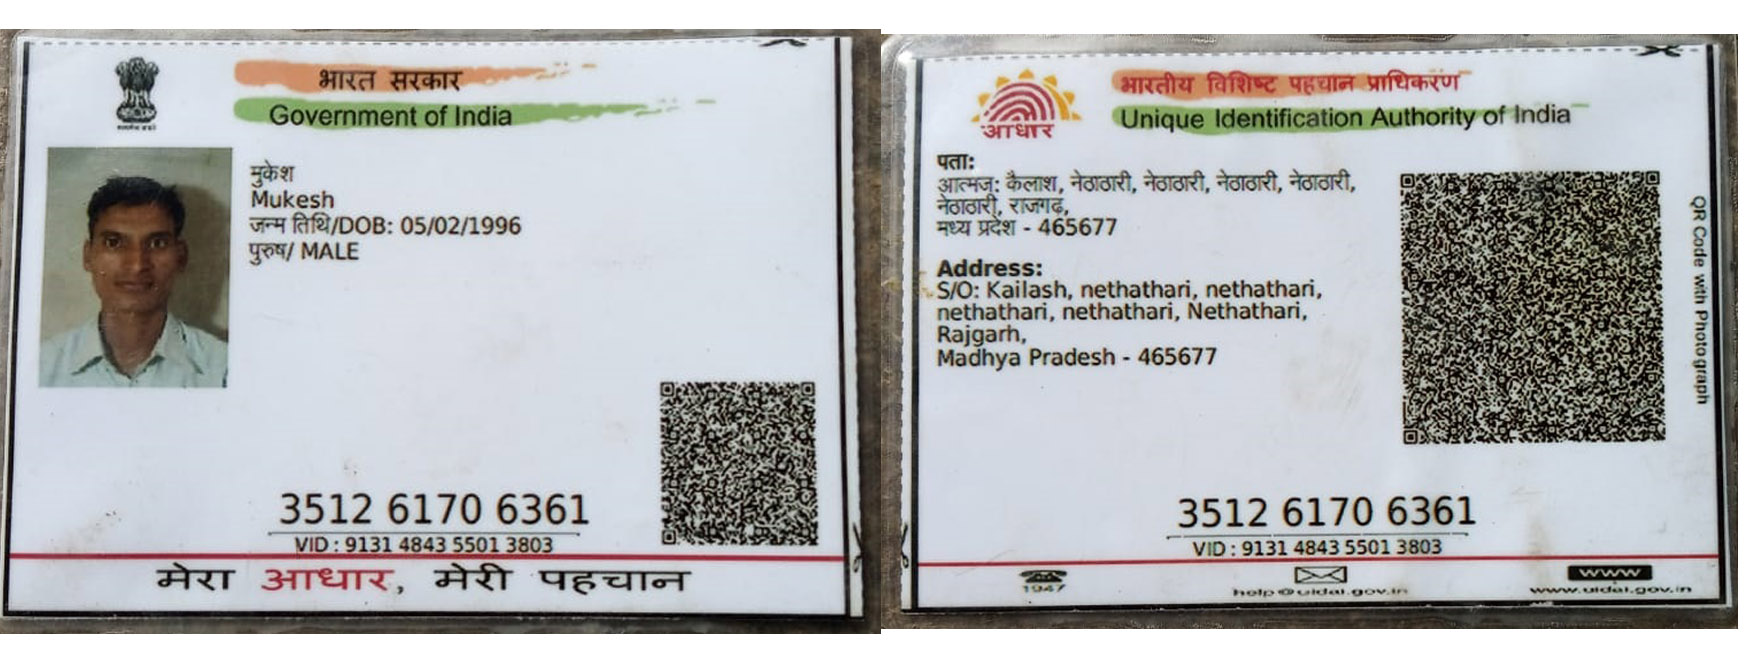 भारत सरकार
Government of India
मुकेश
Mukesh
जन्म तिथि/DOB: 05/02/1996
पुरुष/ MALE
3512 6170 6361
VID : 9131 4843 5501 3803
मेरा आधार, मेरी पहचान
भारतीय विशिष्ट पहचान प्राधिकरण
Unique Identification Authority of India
आधार
पता:
आत्मज: कैलाश, नेठाठारी, नेठाठारी, नेठाठारी, नेठाठारी,
नेठाठारी, राजगढ़,
मध्य प्रदेश - 465677
Address:
S/O: Kailash, nethathari, nethathari,
nethathari, nethathari, Nethathari,
Rajgarh,
Madhya Pradesh - 465677
QR Code with Photograph
3512 6170 6361
VID : 9131 4843 5501 3803
1947
help@uidai.gov.in
WWW
www.uidai.gov.in